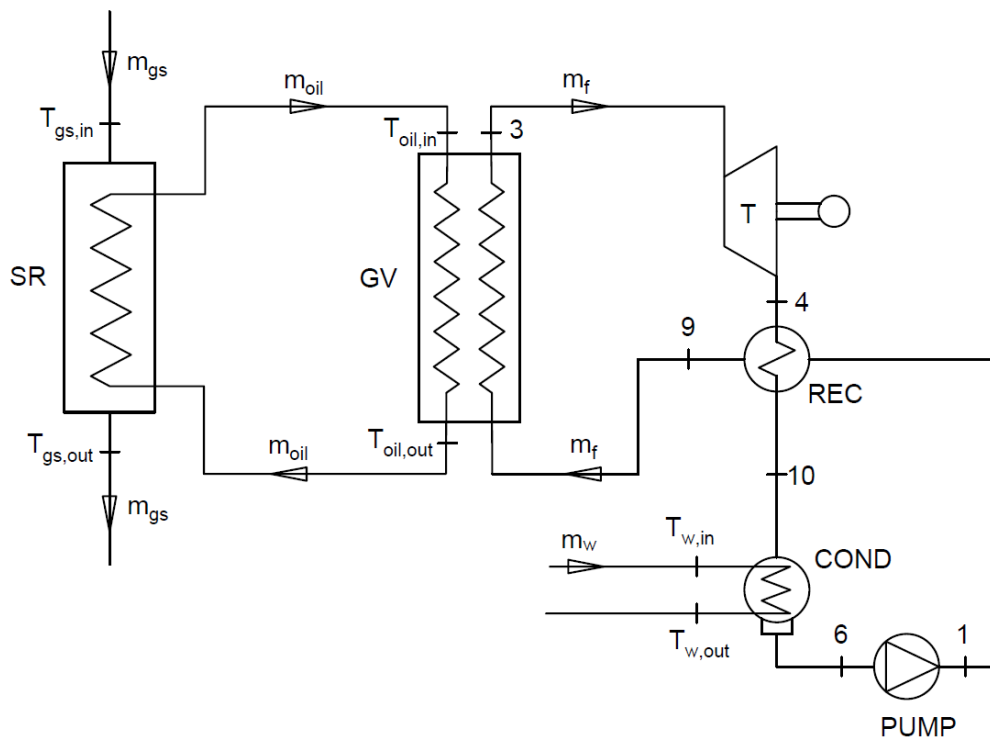 m_gs
m_oil
m_f
T_gs,in
T_oil,in
3
T
SR
GV
4
9
REC
T_gs,out
m_oil
T_oil,out
m_f
m_gs
10
m_w
T_w,in
COND
T_w,out
6
1
PUMP